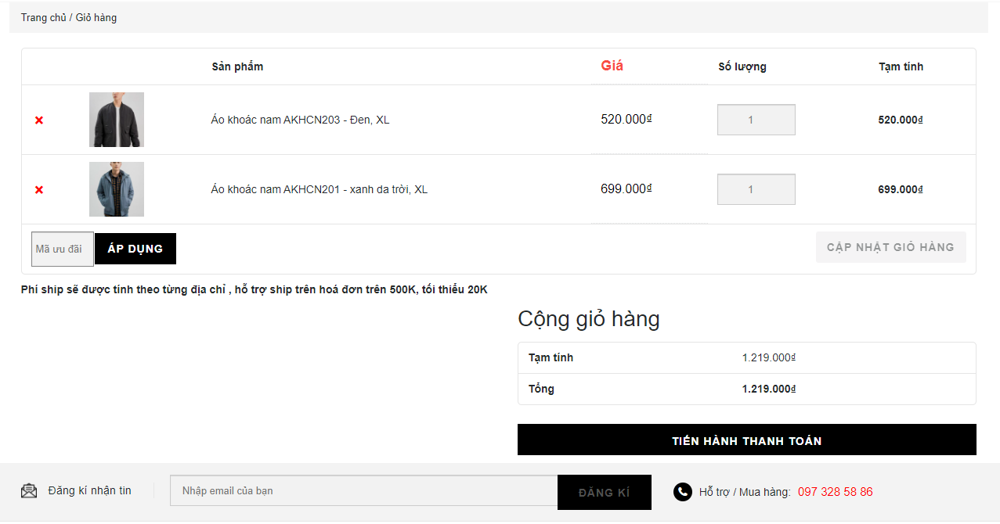 Trang chủ / Giỏ hàng
Sản phẩm Giá Số lượng Tạm tính
Áo khoác nam AKHCN203 - Đen, XL 520.000₫ 1 520.000₫
Áo khoác nam AKHCN201 - xanh da trời, XL 699.000₫ 1 699.000₫
Mã ưu đãi ÁP DỤNG CẬP NHẬT GIỎ HÀNG
Phí ship sẽ được tính theo từng địa chỉ , hỗ trợ ship trên hoá đơn trên 500K, tối thiểu 20K
Cộng giỏ hàng
Tạm tính 1.219.000₫
Tổng 1.219.000₫
TIẾN HÀNH THANH TOÁN
Đăng kí nhận tin Nhập email của bạn ĐĂNG KÍ Hỗ trợ / Mua hàng: 097 328 58 86